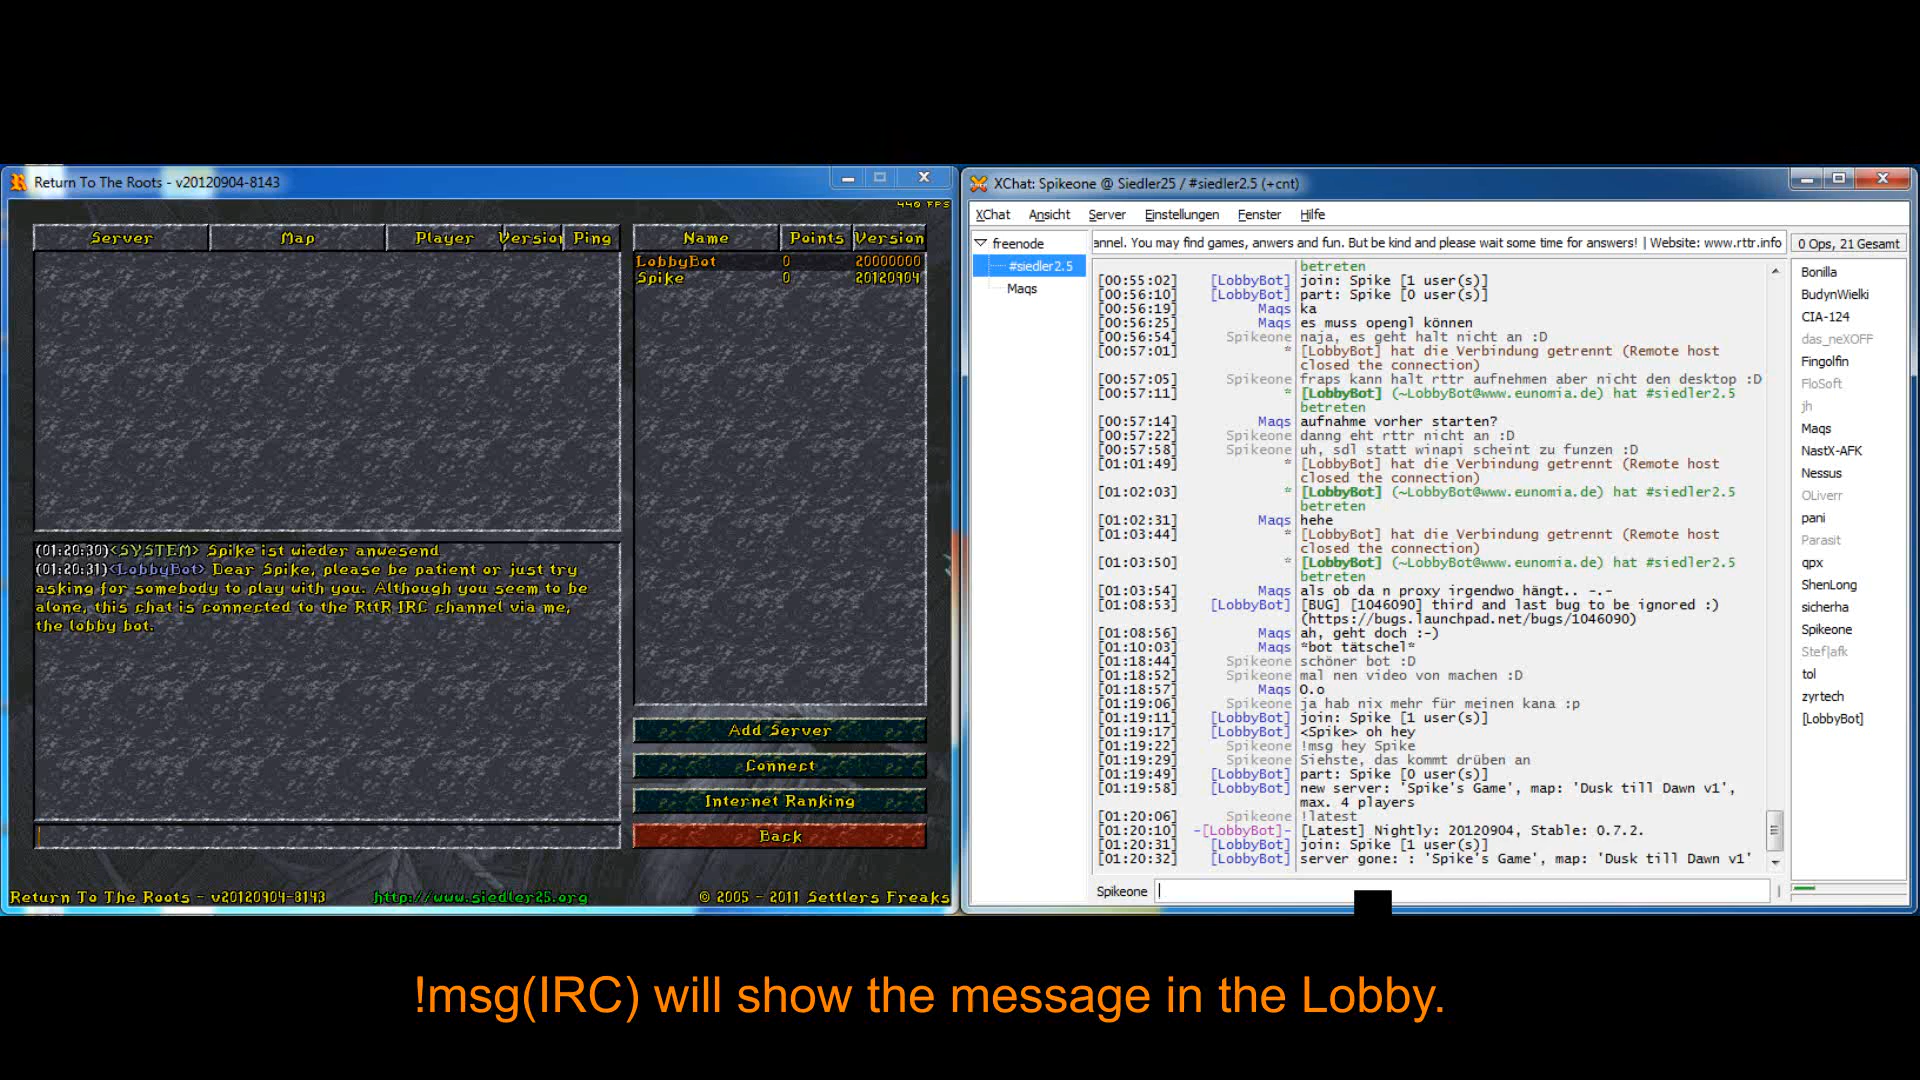 Return To The Roots - v20120904-8143
440 FPS
Server Map Player Version Ping
Name Points Version
LobbyBot 0 20000000
Spike 0 20120904
(01:20:30)<SYSTEM> Spike ist wieder anwesend
(01:20:31)<LobbyBot> Dear Spike, please be patient or just try
asking for somebody to play with you. Although you seem to be
alone, this chat is connected to the RttR IRC channel via me,
the lobby bot.
Add Server
Connect
Internet Ranking
Back
Return To The Roots - v20120904-8143 http://www.siedler25.org © 2005 - 2011 Settlers Freaks
XChat: Spikeone @ Siedler25 / #siedler2.5 (+cnt)
XChat Ansicht Server Einstellungen Fenster Hilfe
freenode
#siedler2.5
Maqs
annel. You may find games, anwers and fun. But be kind and please wait some time for answers! | Website: www.rttr.info
0 Ops, 21 Gesamt
betreten
[00:55:02] [LobbyBot] join: Spike [1 user(s)]
[00:56:10] [LobbyBot] part: Spike [0 user(s)]
[00:56:19] Maqs ka
[00:56:25] Maqs es muss opengl können
[00:56:54] Spikeone naja, es geht halt nicht an :D
[00:57:01] * [LobbyBot] hat die Verbindung getrennt (Remote host
closed the connection)
[00:57:05] Spikeone fraps kann halt rttr aufnehmen aber nicht den desktop :D
[00:57:11] * [LobbyBot] (~LobbyBot@www.eunomia.de) hat #siedler2.5
betreten
[00:57:14] Maqs aufnahme vorher starten?
[00:57:22] Spikeone danng eht rttr nicht an :D
[00:57:58] Spikeone uh, sdl statt winapi scheint zu funzen :D
[01:01:49] * [LobbyBot] hat die Verbindung getrennt (Remote host
closed the connection)
[01:02:03] * [LobbyBot] (~LobbyBot@www.eunomia.de) hat #siedler2.5
betreten
[01:02:31] Maqs hehe
[01:03:44] * [LobbyBot] hat die Verbindung getrennt (Remote host
closed the connection)
[01:03:50] * [LobbyBot] (~LobbyBot@www.eunomia.de) hat #siedler2.5
betreten
[01:03:54] Maqs als ob da n proxy irgendwo hängt.. -.-
[01:08:53] [LobbyBot] [BUG] [1046090] third and last bug to be ignored :)
(https://bugs.launchpad.net/bugs/1046090)
[01:08:56] Maqs ah, geht doch :-)
[01:10:03] Maqs *bot tätschel*
[01:18:44] Spikeone schöner bot :D
[01:18:52] Spikeone mal nen video von machen :D
[01:18:57] Maqs O.o
[01:19:06] Spikeone ja hab nix mehr für meinen kana :p
[01:19:11] [LobbyBot] join: Spike [1 user(s)]
[01:19:17] [LobbyBot] <Spike> oh hey
[01:19:22] Spikeone !msg hey Spike
[01:19:29] Spikeone Siehste, das kommt drüben an
[01:19:49] [LobbyBot] part: Spike [0 user(s)]
[01:19:58] [LobbyBot] new server: 'Spike's Game', map: 'Dusk till Dawn v1',
max. 4 players
[01:20:06] Spikeone !latest
[01:20:10] -[LobbyBot]- [Latest] Nightly: 20120904, Stable: 0.7.2.
[01:20:31] [LobbyBot] join: Spike [1 user(s)]
[01:20:32] [LobbyBot] server gone: : 'Spike's Game', map: 'Dusk till Dawn v1'
Spikeone
Bonilla
BudynWielki
CIA-124
das_neXOFF
Fingolfin
FloSoft
jh
Maqs
NastX-AFK
Nessus
OLiverr
pani
Parasit
qpx
ShenLong
sicherha
Spikeone
Stef|afk
tol
zyrtech
[LobbyBot]
!msg(IRC) will show the message in the Lobby.